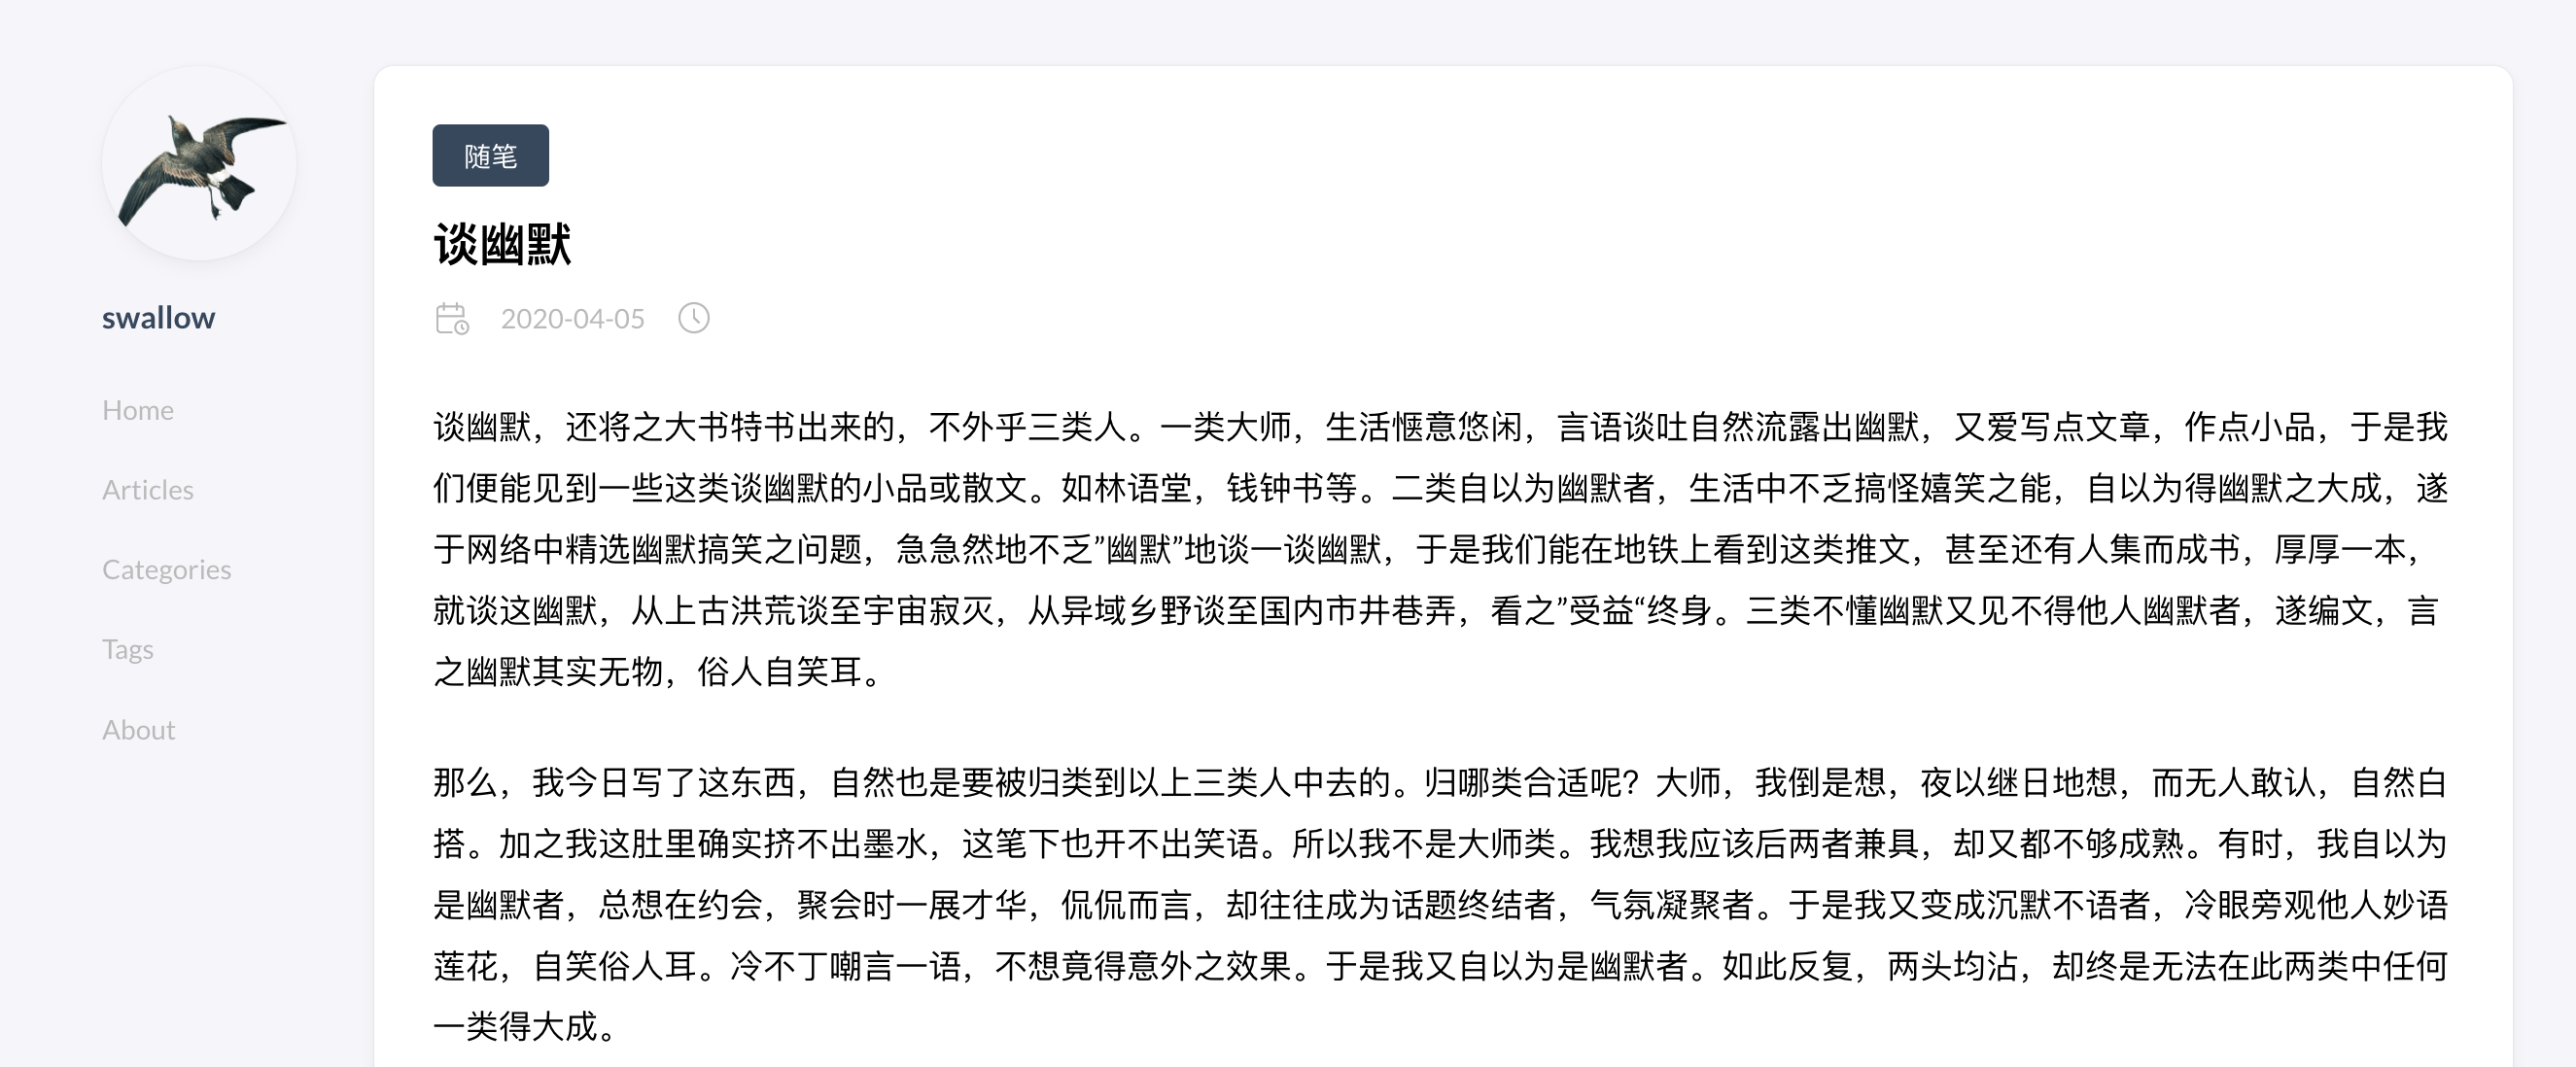 swallow
Home
Articles
Categories
Tags
About
随笔
谈幽默
2020-04-05
谈幽默，还将之大书特书出来的，不外乎三类人。一类大师，生活惬意悠闲，言语谈吐自然流露出幽默，又爱写点文章，作点小品，于是我
们便能见到一些这类谈幽默的小品或散文。如林语堂，钱钟书等。二类自以为幽默者，生活中不乏搞怪嬉笑之能，自以为得幽默之大成，遂
于网络中精选幽默搞笑之问题，急急然地不乏”幽默”地谈一谈幽默，于是我们能在地铁上看到这类推文，甚至还有人集而成书，厚厚一本，
就谈这幽默，从上古洪荒谈至宇宙寂灭，从异域乡野谈至国内市井巷弄，看之”受益“终身。三类不懂幽默又见不得他人幽默者，遂编文，言
之幽默其实无物，俗人自笑耳。
那么，我今日写了这东西，自然也是要被归类到以上三类人中去的。归哪类合适呢？大师，我倒是想，夜以继日地想，而无人敢认，自然白
搭。加之我这肚里确实挤不出墨水，这笔下也开不出笑语。所以我不是大师类。我想我应该后两者兼具，却又都不够成熟。有时，我自以为
是幽默者，总想在约会，聚会时一展才华，侃侃而言，却往往成为话题终结者，气氛凝聚者。于是我又变成沉默不语者，冷眼旁观他人妙语
莲花，自笑俗人耳。冷不丁嘲言一语，不想竟得意外之效果。于是我又自以为是幽默者。如此反复，两头均沾，却终是无法在此两类中任何
一类得大成。